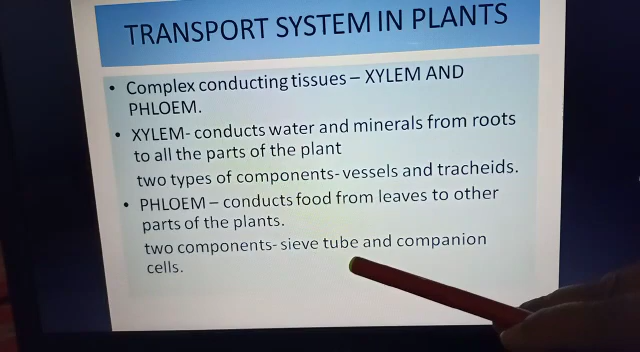 TRANSPORT SYSTEM IN PLANTS
• Complex conducting tissues – XYLEM AND
PHLOEM.
• XYLEM- conducts water and minerals from roots
to all the parts of the plant
two types of components- vessels and tracheids.
• PHLOEM – conducts food from leaves to other
parts of the plants.
two components- sieve tube and companion
cells.